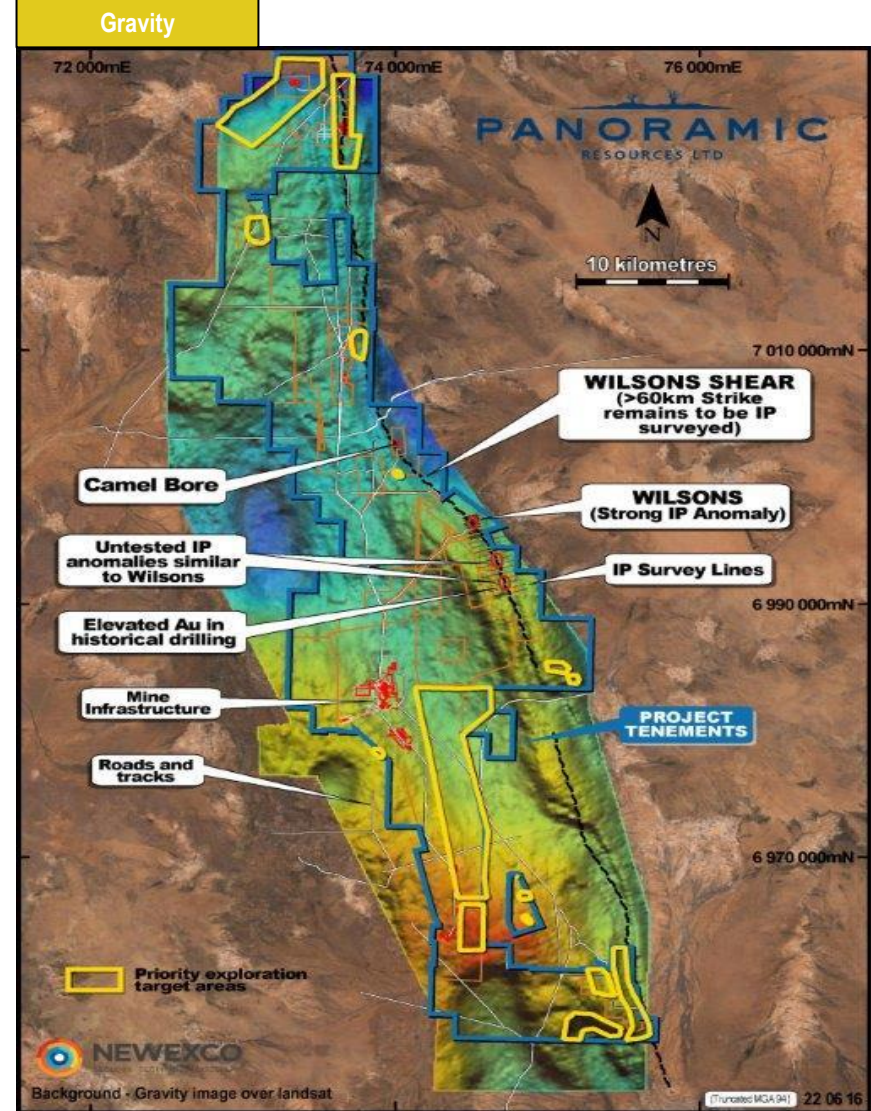 Gravity
72 000mE
74 000mE
76 000mE
PANORAMIC
RESOURCES LTD
N
10 kilometres
7 010 000mN
WILSONS SHEAR
(>60km Strike
remains to be IP
surveyed)
Camel Bore
WILSONS
(Strong IP Anomaly)
Untested IP
anomalies similar
to Wilsons
IP Survey Lines
6 990 000mN
Elevated Au in
historical drilling
Mine
Infrastructure
PROJECT
TENEMENTS
Roads and
tracks
6 970 000mN
Priority exploration
target areas
NEWEXCO
Background - Gravity image over landsat
(Truncated MGA 94)
22 06 16